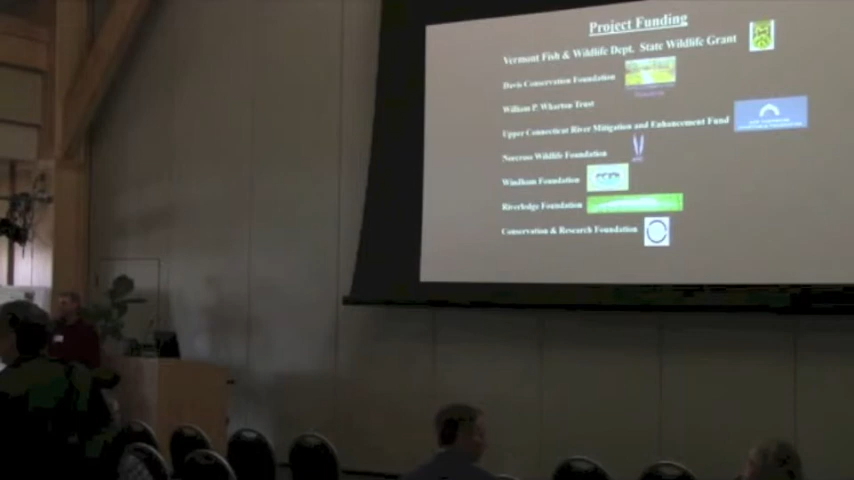 Project Funding
Vermont Fish & Wildlife Dept. State Wildlife Grant
Davis Conservation Foundation
William P. Wharton Trust
Upper Connecticut River Mitigation and Enhancement Fund
Norcross Wildlife Foundation
Windham Foundation
Riverledge Foundation
Conservation & Research Foundation